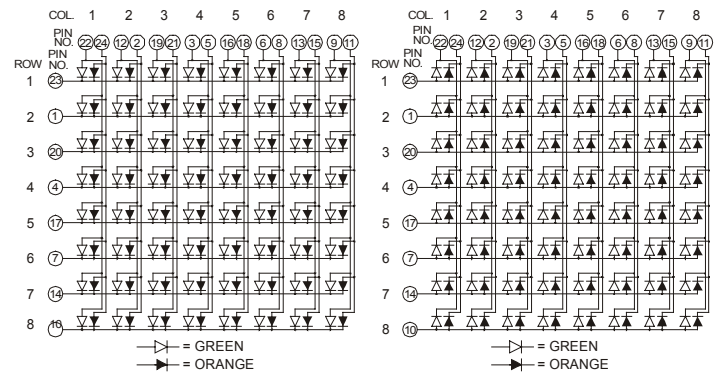 COL. 1 2 3 4 5 6 7 8
PIN NO. 22 24 12 2 19 21 3 5 16 18 6 8 13 15 9 11
ROW PIN NO.
1 23
2 1
3 20
4 4
5 17
6 7
7 14
8 10
= GREEN
= ORANGE
COL. 1 2 3 4 5 6 7 8
PIN NO. 22 24 12 2 19 21 3 5 16 18 6 8 13 15 9 11
ROW PIN NO.
1 23
2 1
3 20
4 4
5 17
6 7
7 14
8 10
= GREEN
= ORANGE